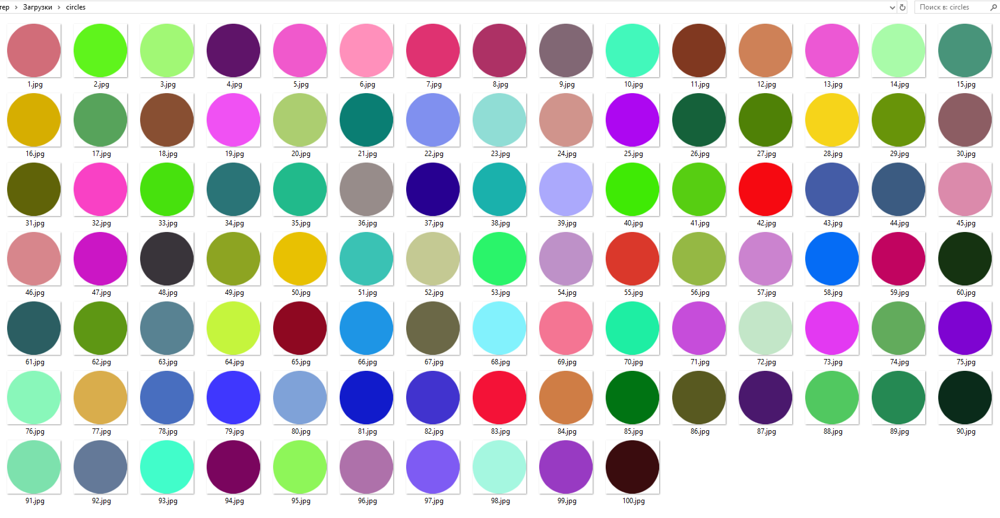 тер › Загрузки › circles
Поиск в: circles
1.jpg 2.jpg 3.jpg 4.jpg 5.jpg 6.jpg 7.jpg 8.jpg 9.jpg 10.jpg 11.jpg 12.jpg 13.jpg 14.jpg 15.jpg
16.jpg 17.jpg 18.jpg 19.jpg 20.jpg 21.jpg 22.jpg 23.jpg 24.jpg 25.jpg 26.jpg 27.jpg 28.jpg 29.jpg 30.jpg
31.jpg 32.jpg 33.jpg 34.jpg 35.jpg 36.jpg 37.jpg 38.jpg 39.jpg 40.jpg 41.jpg 42.jpg 43.jpg 44.jpg 45.jpg
46.jpg 47.jpg 48.jpg 49.jpg 50.jpg 51.jpg 52.jpg 53.jpg 54.jpg 55.jpg 56.jpg 57.jpg 58.jpg 59.jpg 60.jpg
61.jpg 62.jpg 63.jpg 64.jpg 65.jpg 66.jpg 67.jpg 68.jpg 69.jpg 70.jpg 71.jpg 72.jpg 73.jpg 74.jpg 75.jpg
76.jpg 77.jpg 78.jpg 79.jpg 80.jpg 81.jpg 82.jpg 83.jpg 84.jpg 85.jpg 86.jpg 87.jpg 88.jpg 89.jpg 90.jpg
91.jpg 92.jpg 93.jpg 94.jpg 95.jpg 96.jpg 97.jpg 98.jpg 99.jpg 100.jpg